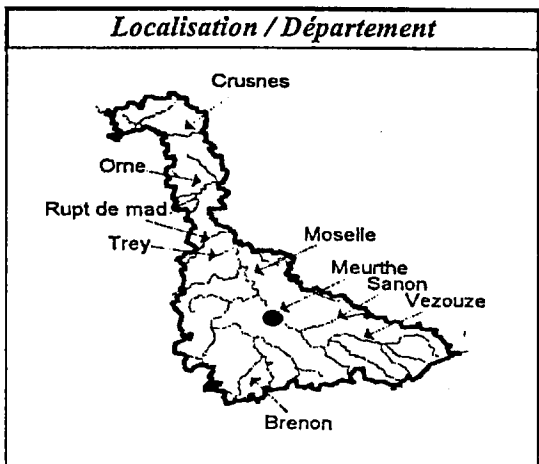 Localisation / Département
Crusnes
Orne
Rupt de mad
Trey
Moselle
Meurthe
Sanon
Vezouze
Brenon